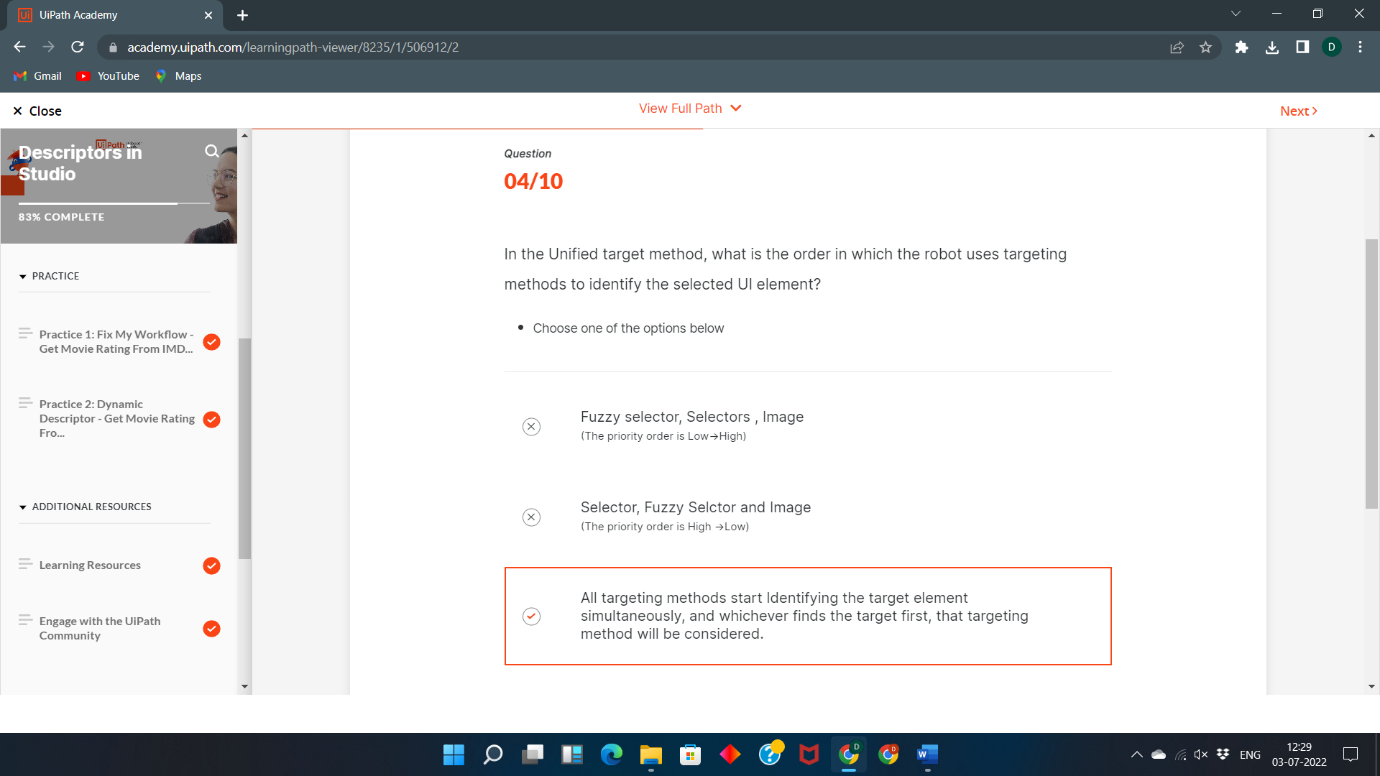 UiPath Academy
academy.uipath.com/learningpath-viewer/8235/1/506912/2
D
Gmail
YouTube
Maps
Close
View Full Path
Next
UiPath
Descriptors in
Studio
83% COMPLETE
PRACTICE
Practice 1: Fix My Workflow -
Get Movie Rating From IMD...
Practice 2: Dynamic
Descriptor - Get Movie Rating
Fro...
ADDITIONAL RESOURCES
Learning Resources
Engage with the UiPath
Community
Question
04/10
In the Unified target method, what is the order in which the robot uses targeting
methods to identify the selected UI element?
• Choose one of the options below
Fuzzy selector, Selectors , Image
(The priority order is Low→High)
Selector, Fuzzy Selctor and Image
(The priority order is High →Low)
All targeting methods start Identifying the target element
simultaneously, and whichever finds the target first, that targeting
method will be considered.
ENG
12:29
03-07-2022